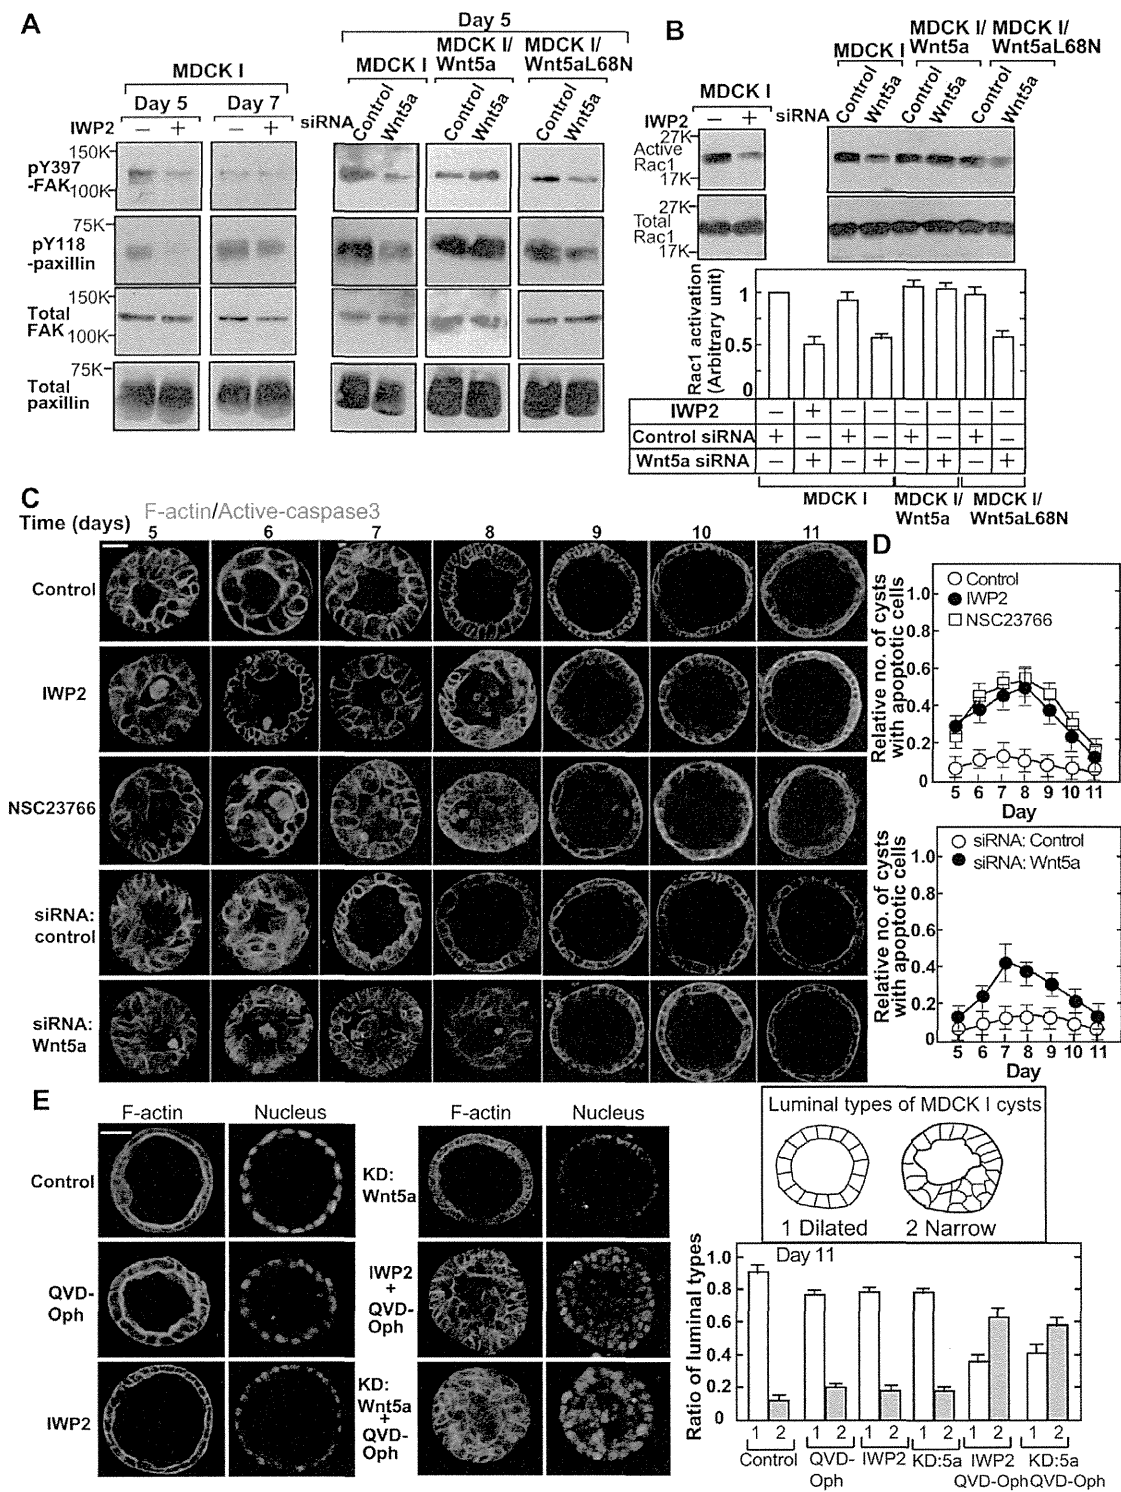 A
Day 5
MDCK I
Day 5 Day 7
IWP2 – + – +
MDCK I
MDCK I/
Wnt5a
MDCK I/
Wnt5aL68N
siRNA Control Wnt5a Control Wnt5a Control Wnt5a
150K
pY397
-FAK
100K
75K
pY118
-paxillin
150K
Total
FAK
100K
75K
Total
paxillin
B
MDCK I
IWP2 – +
MDCK I
MDCK I/
Wnt5a
MDCK I/
Wnt5aL68N
siRNA Control Wnt5a Control Wnt5a Control Wnt5a
27K
Active
Rac1
17K
27K
Total
Rac1
17K
Rac1 activation
(Arbitrary unit)
1
0.5
0
IWP2 – + – – – – – –
Control siRNA + – + – + – + –
Wnt5a siRNA – + – + – + – +
MDCK I
MDCK I/
Wnt5a
MDCK I/
Wnt5aL68N
C
F-actin/Active-caspase3
Time (days) 5 6 7 8 9 10 11
Control
IWP2
NSC23766
siRNA:
control
siRNA:
Wnt5a
D
Relative no. of cysts
with apoptotic cells
1.0
0.8
0.6
0.4
0.2
0
Control
IWP2
NSC23766
5 6 7 8 9 10 11
Day
Relative no. of cysts
with apoptotic cells
1.0
0.8
0.6
0.4
0.2
0
siRNA: Control
siRNA: Wnt5a
5 6 7 8 9 10 11
Day
E
F-actin Nucleus F-actin Nucleus
Control
QVD-
Oph
IWP2
KD:
Wnt5a
IWP2
+
QVD-
Oph
KD:
Wnt5a
+
QVD-
Oph
Luminal types of MDCK I cysts
1 Dilated 2 Narrow
Day 11
Ratio of luminal types
1.0
0.8
0.6
0.4
0.2
0
1 2 1 2 1 2 1 2 1 2 1 2
Control
QVD-
Oph
IWP2
KD:5a
IWP2
QVD-Oph
KD:5a
QVD-Oph